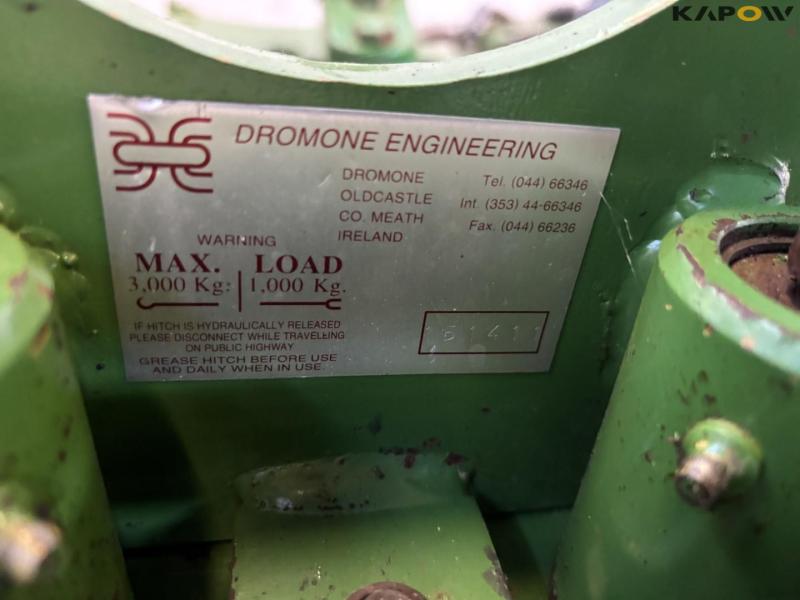 KAPOW
DROMONE ENGINEERING
DROMONE
OLDCASTLE
CO. MEATH
IRELAND
Tel. (044) 66346
Int. (353) 44-66346
Fax. (044) 66236
WARNING
MAX. LOAD
3,000 Kg. 1,000 Kg.
IF HITCH IS HYDRAULICALLY RELEASED
PLEASE DISCONNECT WHILE TRAVELLING
ON PUBLIC HIGHWAY
GREASE HITCH BEFORE USE
AND DAILY WHEN IN USE.